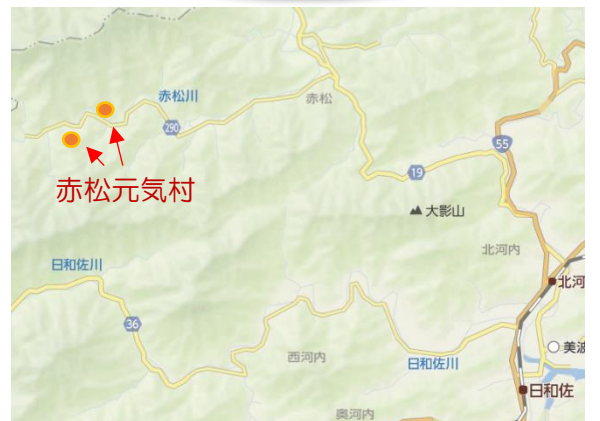 赤松川
赤松
290
55
19
赤松元気村
大影山
北河内
日和佐川
北河
36
美波
西河内
日和佐川
日和佐
奥河内